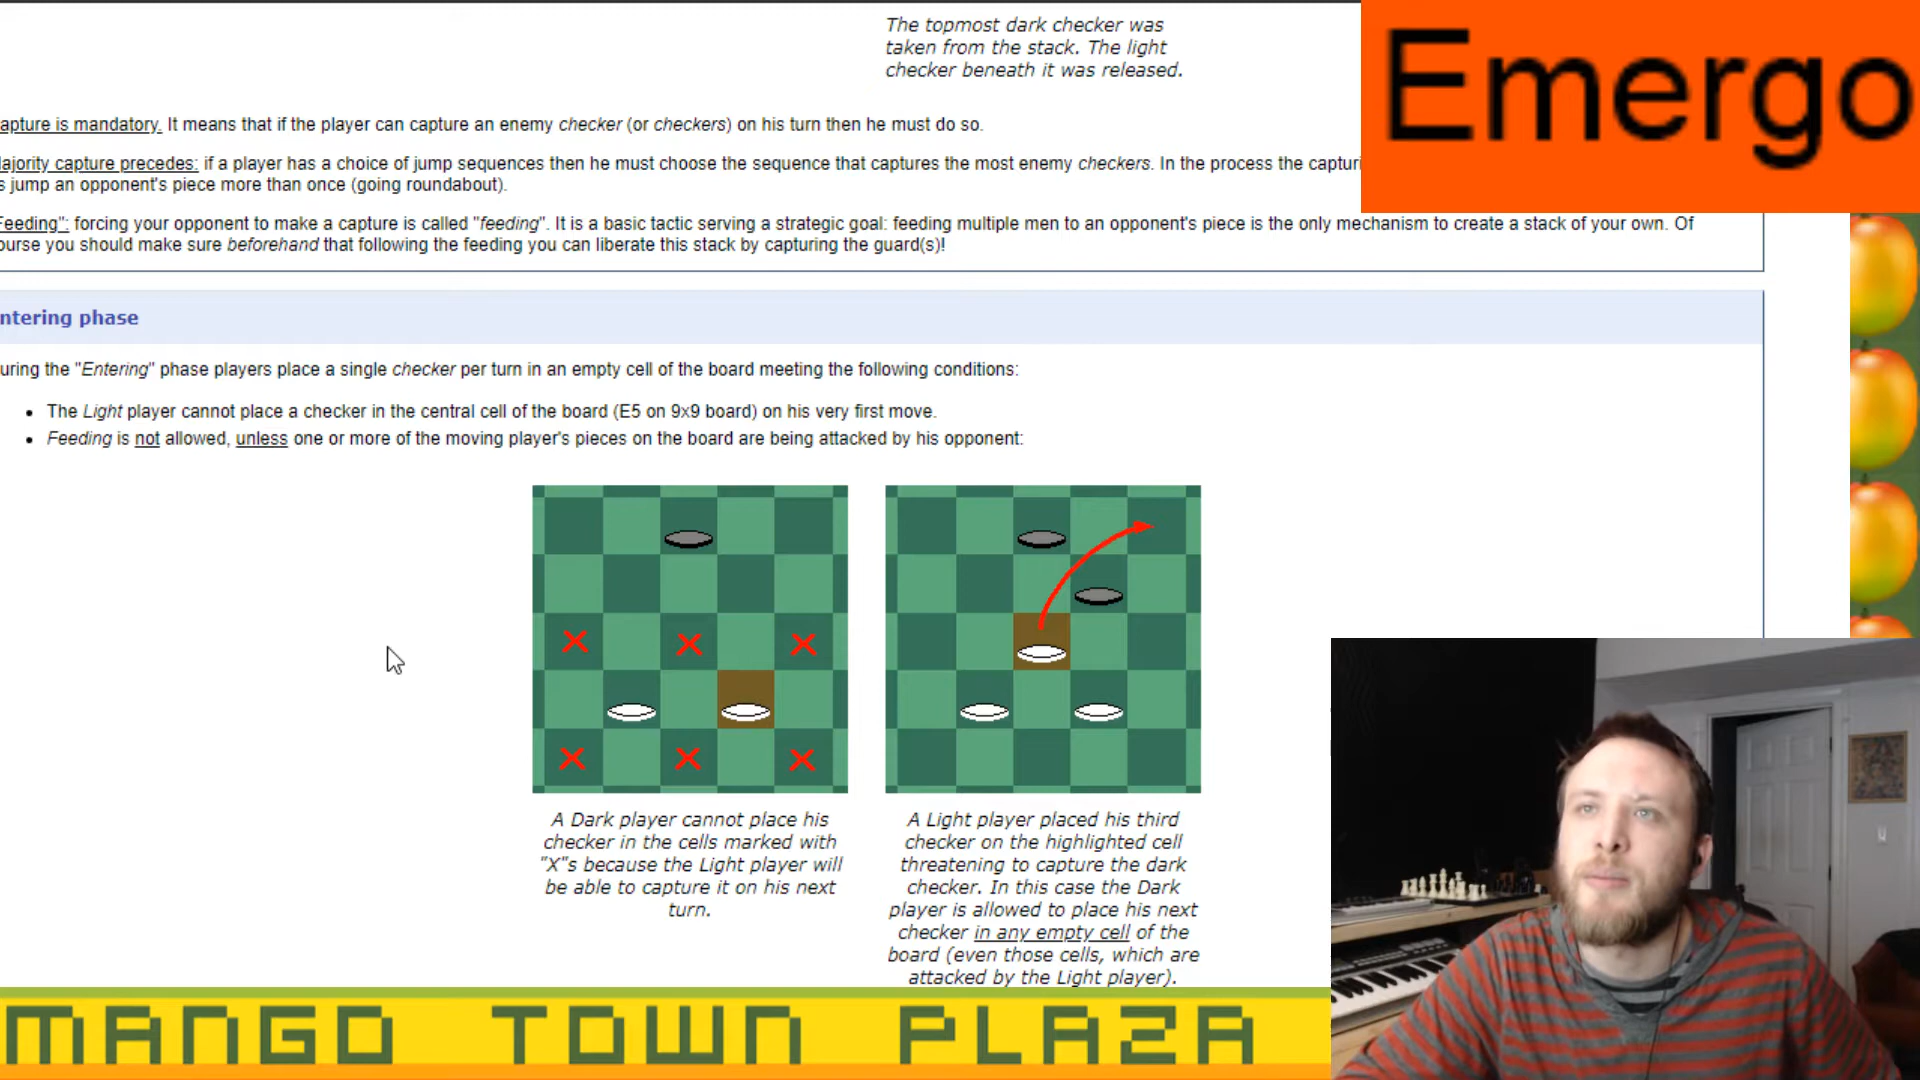 The topmost dark checker was
taken from the stack. The light
checker beneath it was released.
Emergo
apture is mandatory. It means that if the player can capture an enemy checker (or checkers) on his turn then he must do so.
ajority capture precedes: if a player has a choice of jump sequences then he must choose the sequence that captures the most enemy checkers. In the process the capturi
s jump an opponent's piece more than once (going roundabout).
Feeding": forcing your opponent to make a capture is called "feeding". It is a basic tactic serving a strategic goal: feeding multiple men to an opponent's piece is the only mechanism to create a stack of your own. Of
ourse you should make sure beforehand that following the feeding you can liberate this stack by capturing the guard(s)!
ntering phase
uring the "Entering" phase players place a single checker per turn in an empty cell of the board meeting the following conditions:
• The Light player cannot place a checker in the central cell of the board (E5 on 9x9 board) on his very first move.
• Feeding is not allowed, unless one or more of the moving player's pieces on the board are being attacked by his opponent:
A Dark player cannot place his
checker in the cells marked with
"X"s because the Light player will
be able to capture it on his next
turn.
A Light player placed his third
checker on the highlighted cell
threatening to capture the dark
checker. In this case the Dark
player is allowed to place his next
checker in any empty cell of the
board (even those cells, which are
attacked by the Light player).
MANGO TOWN PLAZA